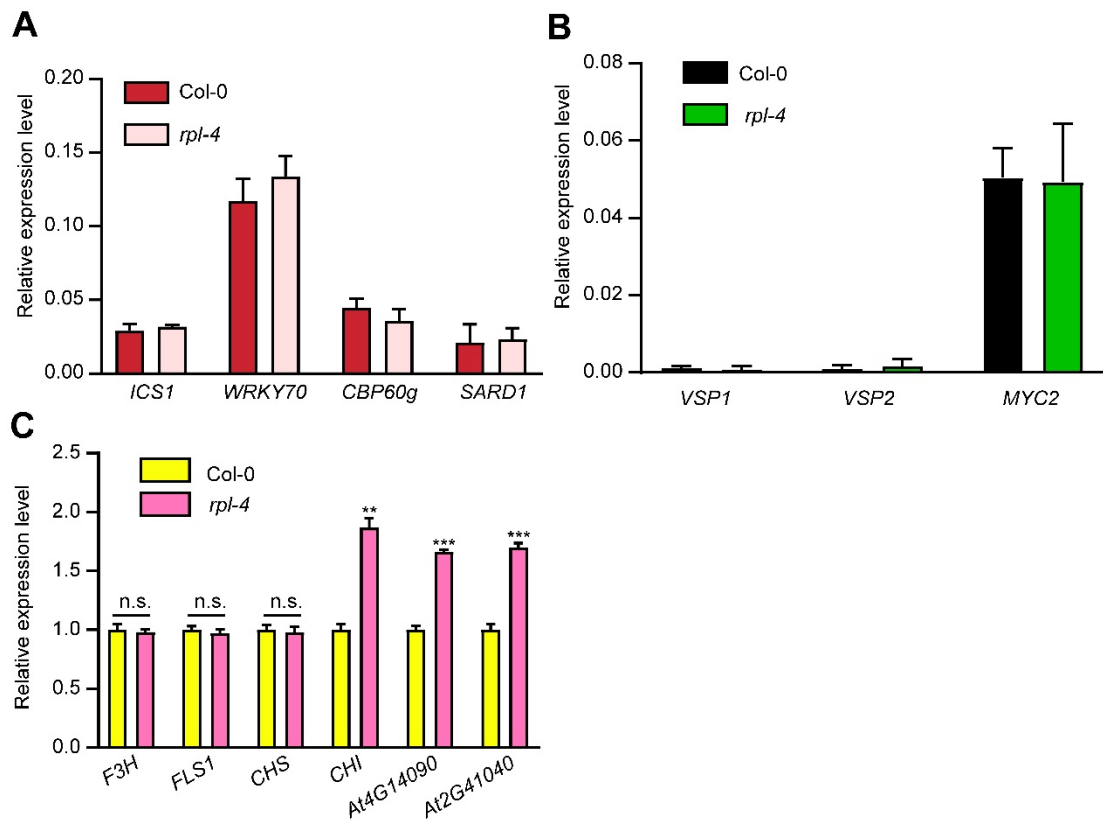 A
Relative expression level
0.20
0.15
0.10
0.05
0.00
Col-0
rpl-4
ICS1 WRKY70 CBP60g SARD1
B
Relative expression level
0.08
0.06
0.04
0.02
0.00
Col-0
rpl-4
VSP1 VSP2 MYC2
C
Relative expression level
2.5
2.0
1.5
1.0
0.5
0.0
Col-0
rpl-4
n.s. n.s. n.s. ** *** ***
F3H FLS1 CHS CHI At4G14090 At2G41040